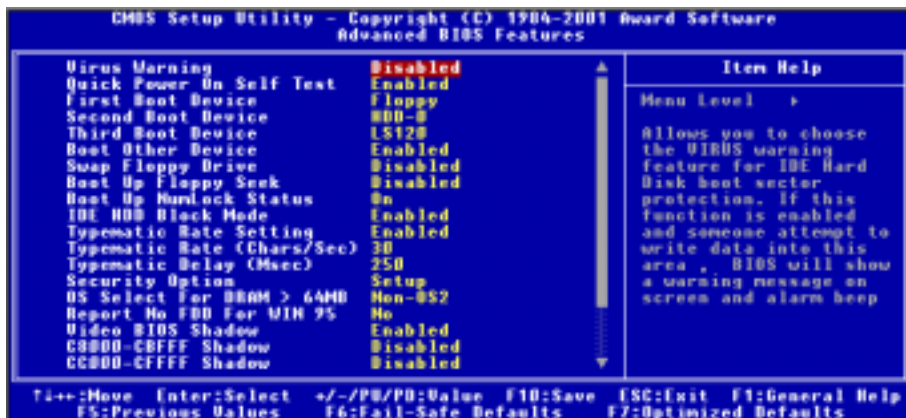 CMOS Setup Utility - Copyright (C) 1984-2001 Award Software
Advanced BIOS Features
Virus Warning Disabled
Quick Power On Self Test Enabled
First Boot Device Floppy
Second Boot Device HDD-0
Third Boot Device LS120
Boot Other Device Enabled
Swap Floppy Drive Disabled
Boot Up Floppy Seek Disabled
Boot Up NumLock Status On
IDE HDD Block Mode Enabled
Typematic Rate Setting Enabled
Typematic Rate (Chars/Sec) 30
Typematic Delay (Msec) 250
Security Option Setup
OS Select For DRAM > 64MB Non-OS2
Report No FDD For WIN 95 No
Video BIOS Shadow Enabled
C8000-CBFFF Shadow Disabled
CC000-CFFFF Shadow Disabled
Item Help
Menu Level
Allows you to choose
the VIRUS warning
feature for IDE Hard
Disk boot sector
protection. If this
function is enabled
and someone attempt to
write data into this
area , BIOS will show
a warning message on
screen and alarm beep
↑↓→←:Move Enter:Select +/-/PU/PD:Value F10:Save ESC:Exit F1:General Help
F5:Previous Values F6:Fail-Safe Defaults F7:Optimized Defaults